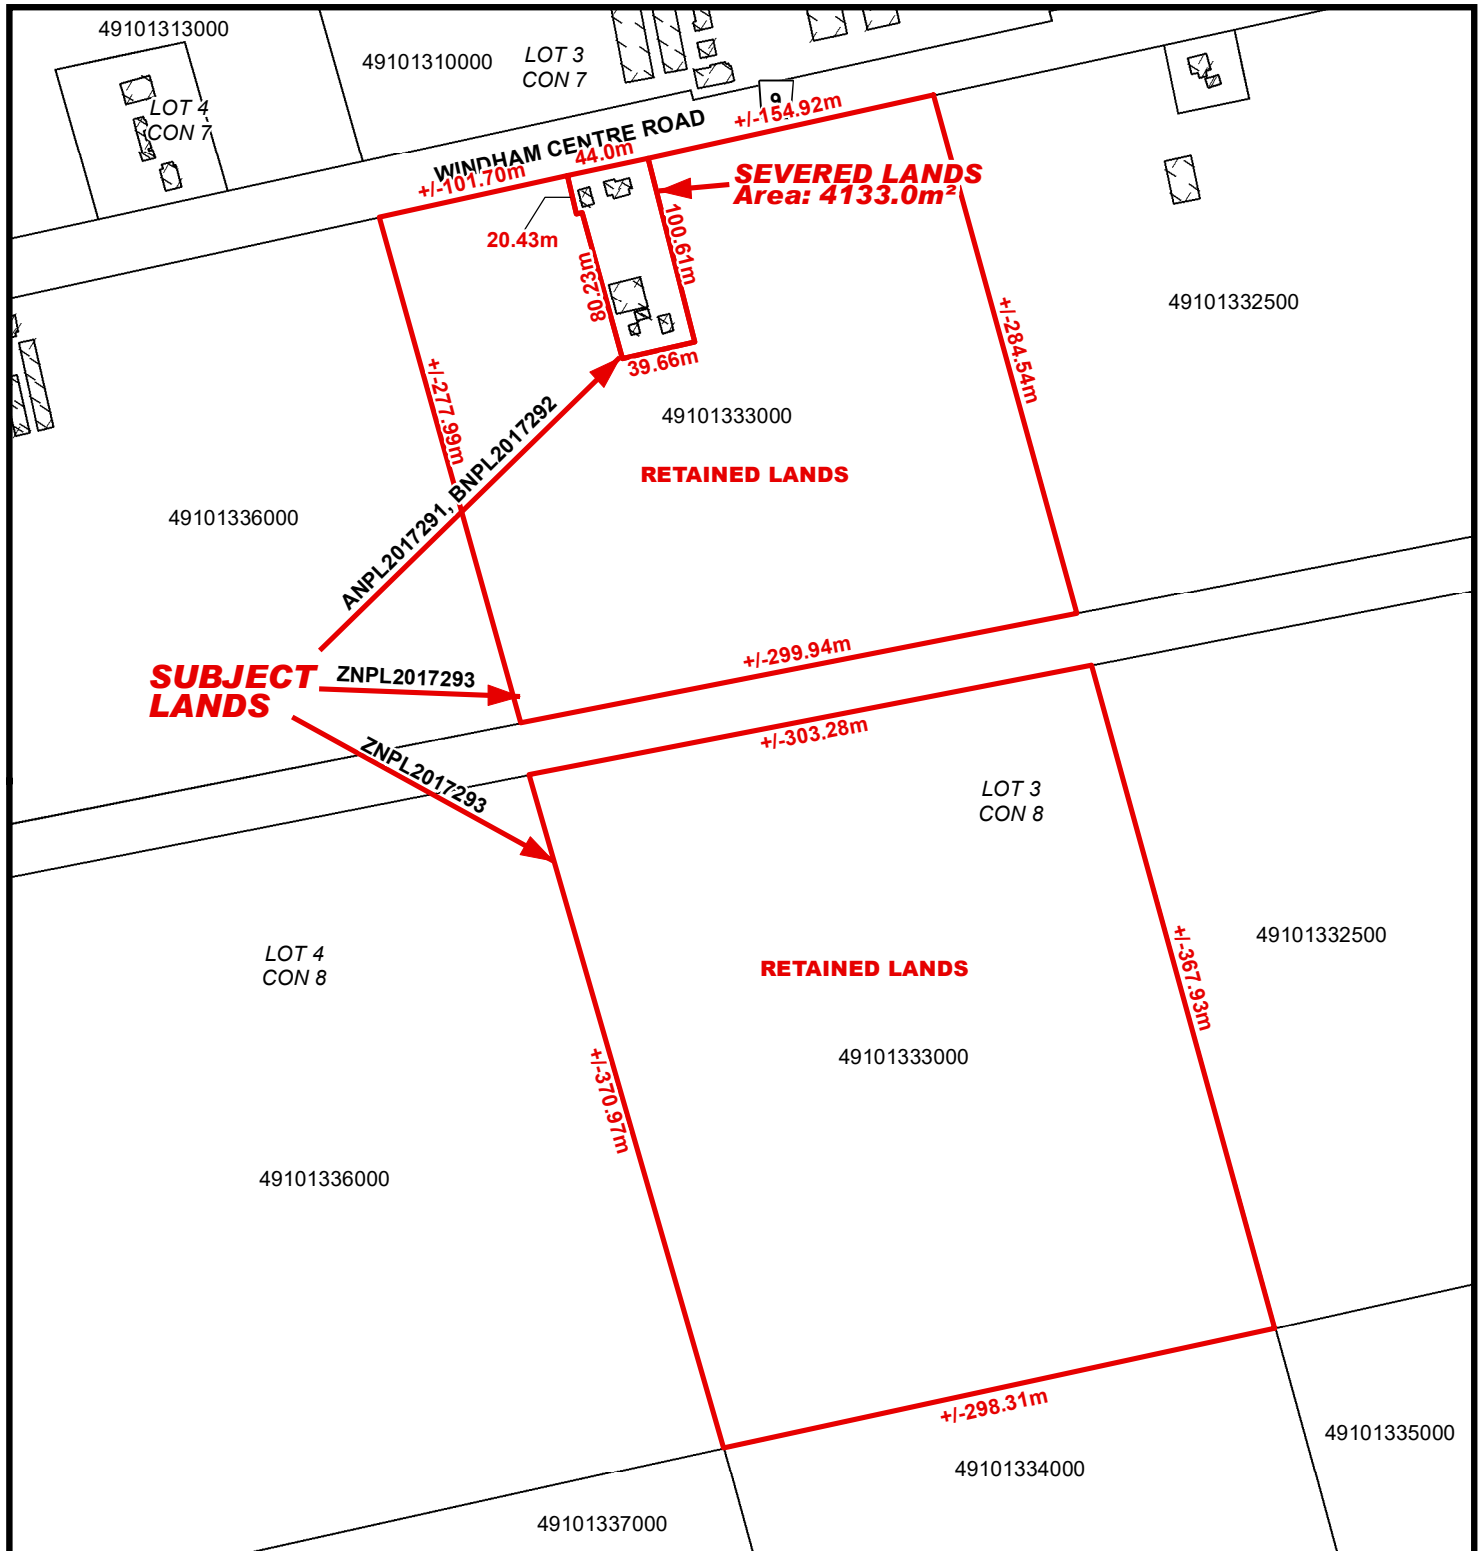 49101313000
49101310000
LOT 3
CON 7
LOT 4
CON 7
9
WINDHAM CENTRE ROAD
+/-154.92m
44.0m
+/-101.70m
SEVERED LANDS
Area: 4133.0m²
20.43m
100.61m
80.23m
39.66m
49101332500
+/-284.54m
+/-277.99m
49101333000
RETAINED LANDS
49101336000
ANPL2017291, BNPL2017292
SUBJECT
LANDS
ZNPL2017293
ZNPL2017293
+/-299.94m
+/-303.28m
LOT 3
CON 8
LOT 4
CON 8
49101332500
RETAINED LANDS
+/-367.93m
49101333000
+/-370.97m
49101336000
+/-298.31m
49101335000
49101334000
49101337000